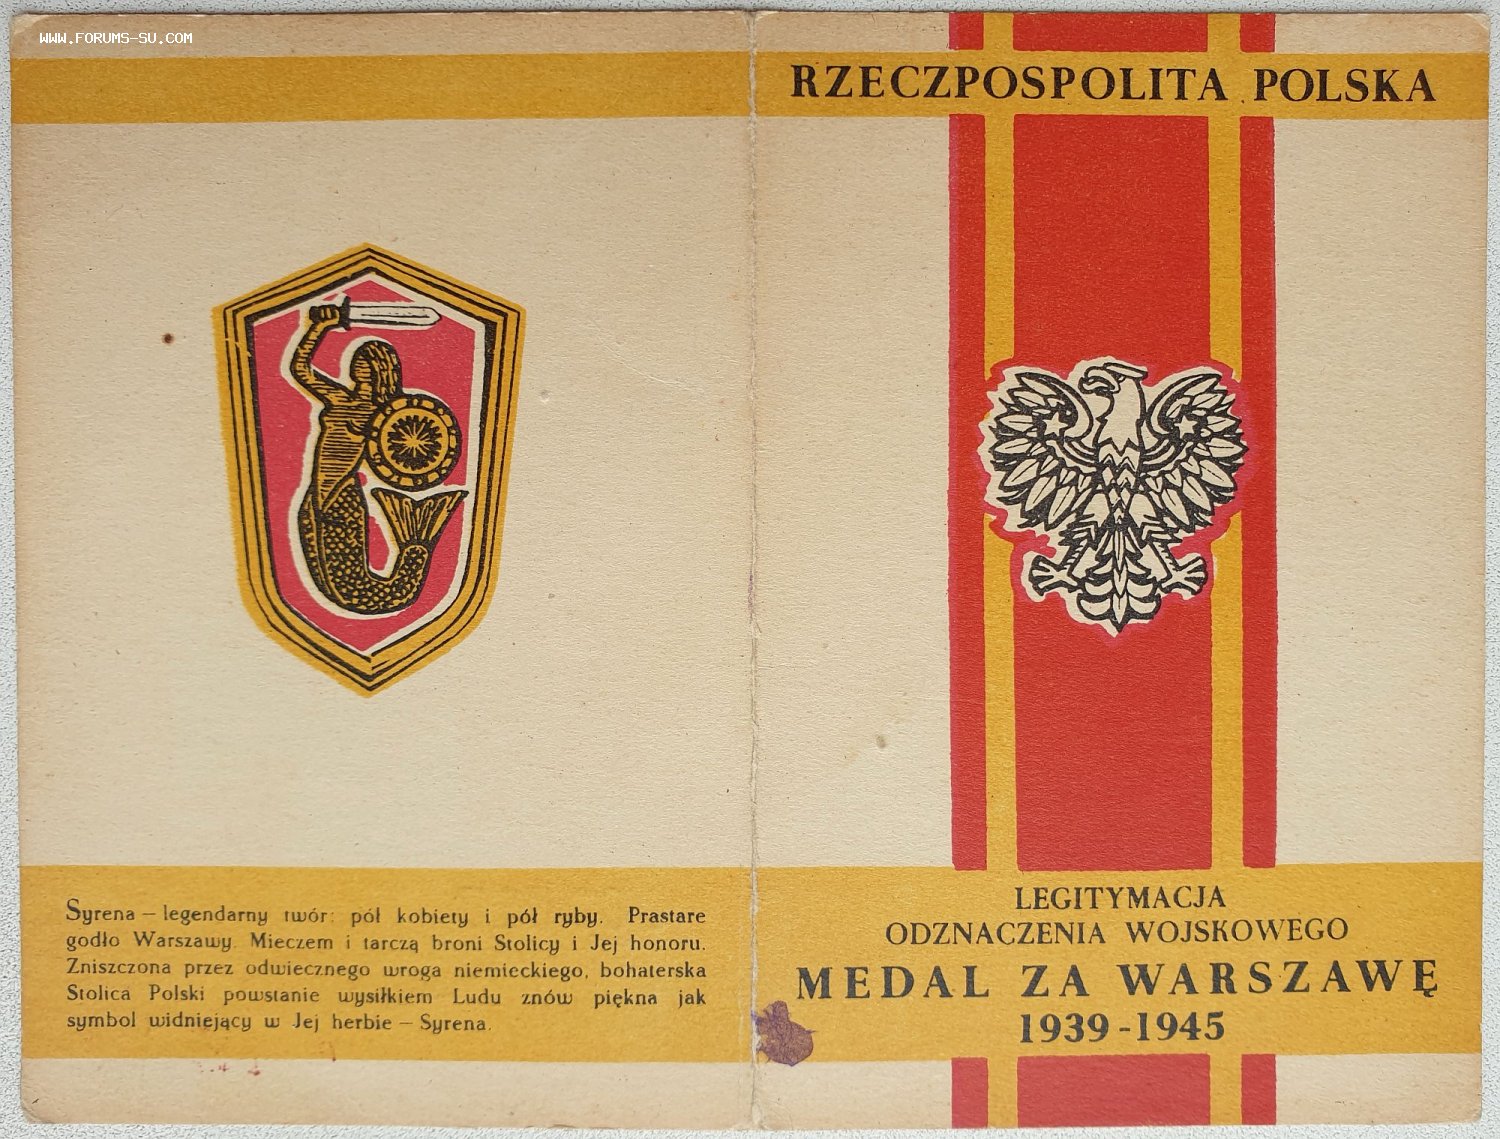 WWW.FORUMS-SU.COM
Syrena – legendarny twór: pół kobiety i pół ryby. Prastare
godło Warszawy. Mieczem i tarczą broni Stolicy i Jej honoru.
Zniszczona przez odwiecznego wroga niemieckiego, bohaterska
Stolica Polski powstanie wysiłkiem Ludu znów piękna jak
symbol widniejący w Jej herbie – Syrena.
RZECZPOSPOLITA POLSKA
LEGITYMACJA
ODZNACZENIA WOJSKOWEGO
MEDAL ZA WARSZAWĘ
1939-1945